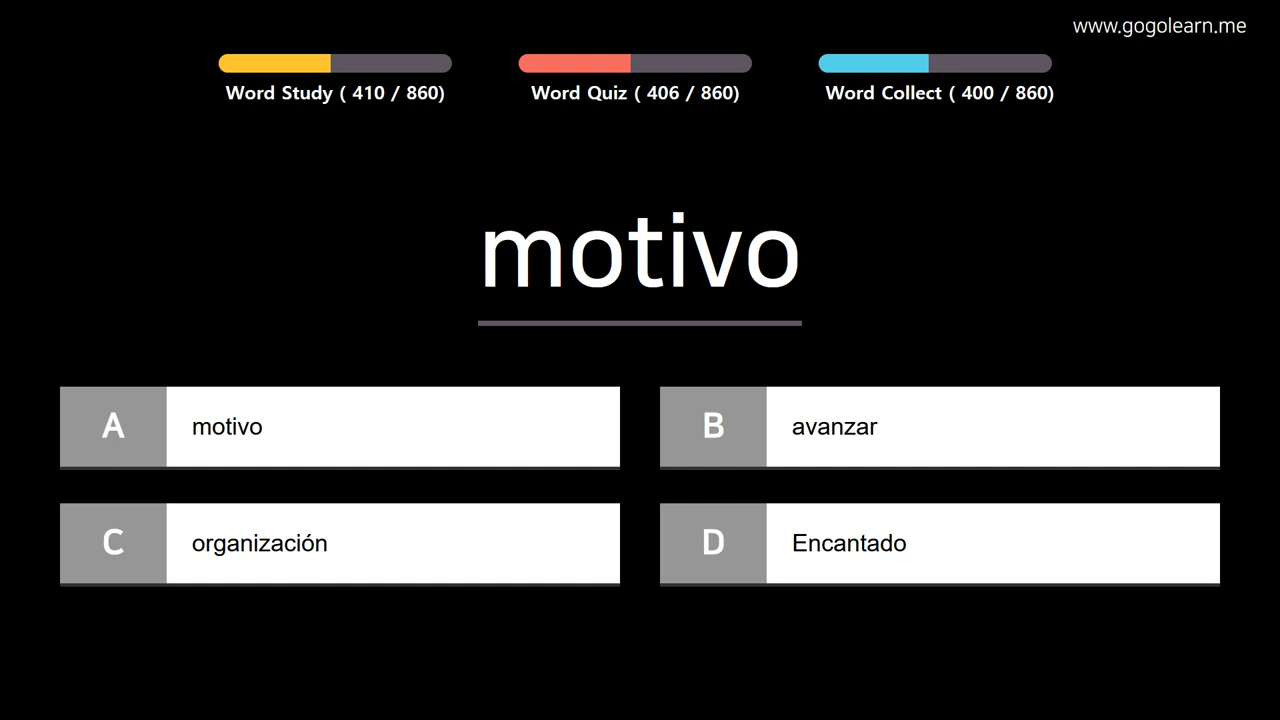 www.gogolearn.me
Word Study ( 410 / 860)
Word Quiz ( 406 / 860)
Word Collect ( 400 / 860)
motivo
A motivo
B avanzar
C organización
D Encantado